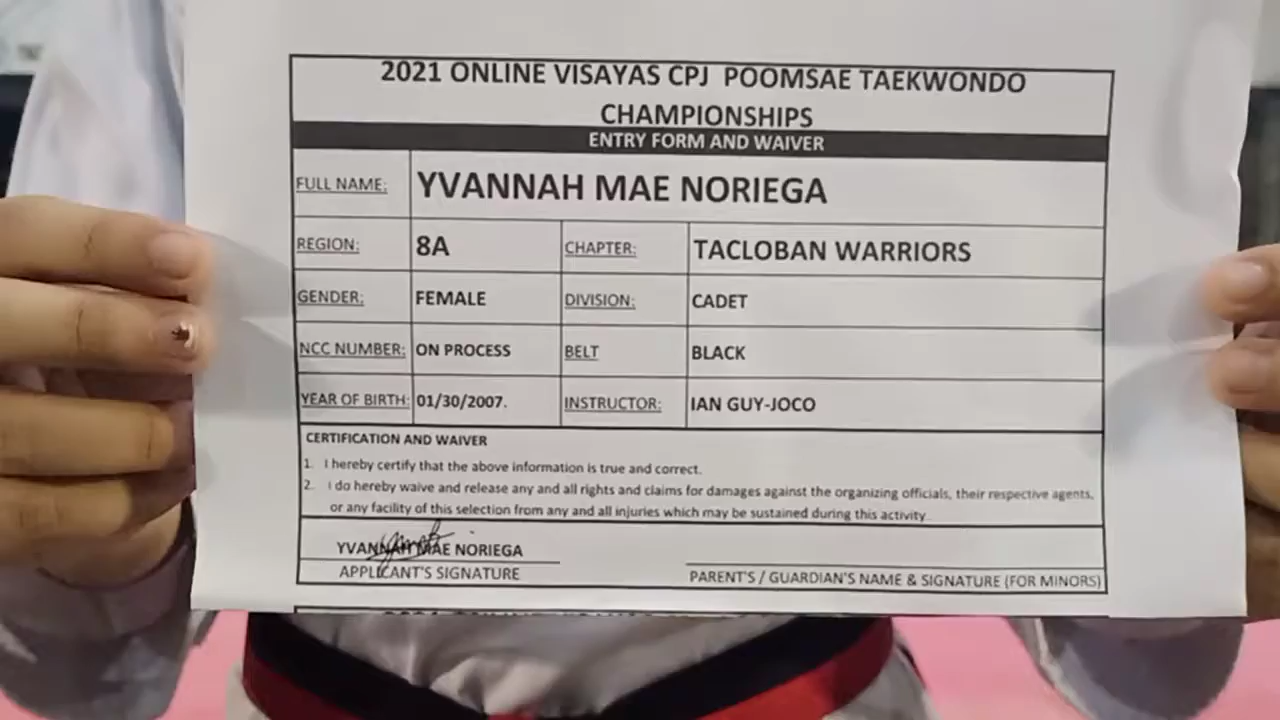 2021 ONLINE VISAYAS CPJ POOMSAE TAEKWONDO
CHAMPIONSHIPS
ENTRY FORM AND WAIVER
FULL NAME: YVANNAH MAE NORIEGA
REGION: 8A CHAPTER: TACLOBAN WARRIORS
GENDER: FEMALE DIVISION: CADET
NCC NUMBER: ON PROCESS BELT BLACK
YEAR OF BIRTH: 01/30/2007. INSTRUCTOR: IAN GUY-JOCO
CERTIFICATION AND WAIVER
1. I hereby certify that the above information is true and correct.
2. I do hereby waive and release any and all rights and claims for damages against the organizing officials, their respective agents,
or any facility of this selection from any and all injuries which may be sustained during this activity
YVANNAH MAE NORIEGA
APPLICANT'S SIGNATURE PARENT'S / GUARDIAN'S NAME & SIGNATURE (FOR MINORS)